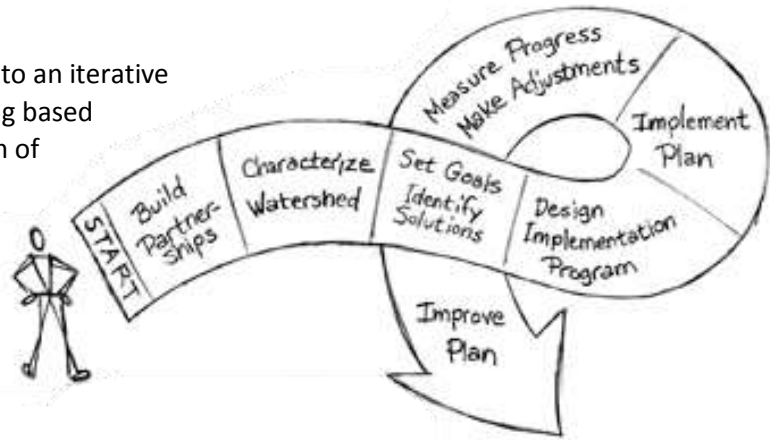 to an iterative
g based
n of
START
Build
Partner-
ships
Characterize
Watershed
Set Goals
Identify
Solutions
Design
Implementation
Program
Implement
Plan
Measure Progress
Make Adjustments
Improve
Plan